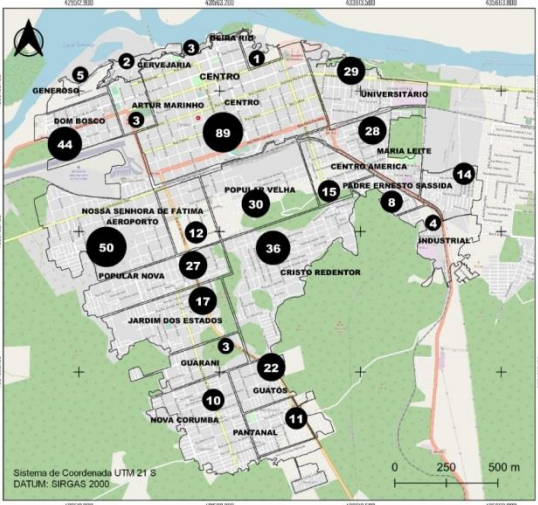 BEIRA RIO
3
2
1
CERVEJARIA
5
CENTRO
29
GENEROSO
UNIVERSITÁRIO
ARTUR MARINHO
CENTRO
3
DOM BOSCO
89
28
44
MARIA LEITE
CENTRO AMERICA
14
PADRE ERNESTO SASSIDA
POPULAR VELHA
15
30
8
NOSSA SENHORA DE FÁTIMA
AEROPORTO
4
12
INDUSTRIAL
50
36
27
CRISTO REDENTOR
POPULAR NOVA
17
JARDIM DOS ESTADOS
3
GUARANI
22
GUATÓS
10
NOVA CORUMBA
11
PANTANAL
Sistema de Coordenada UTM 21 S
DATUM: SIRGAS 2000
0 250 500 m